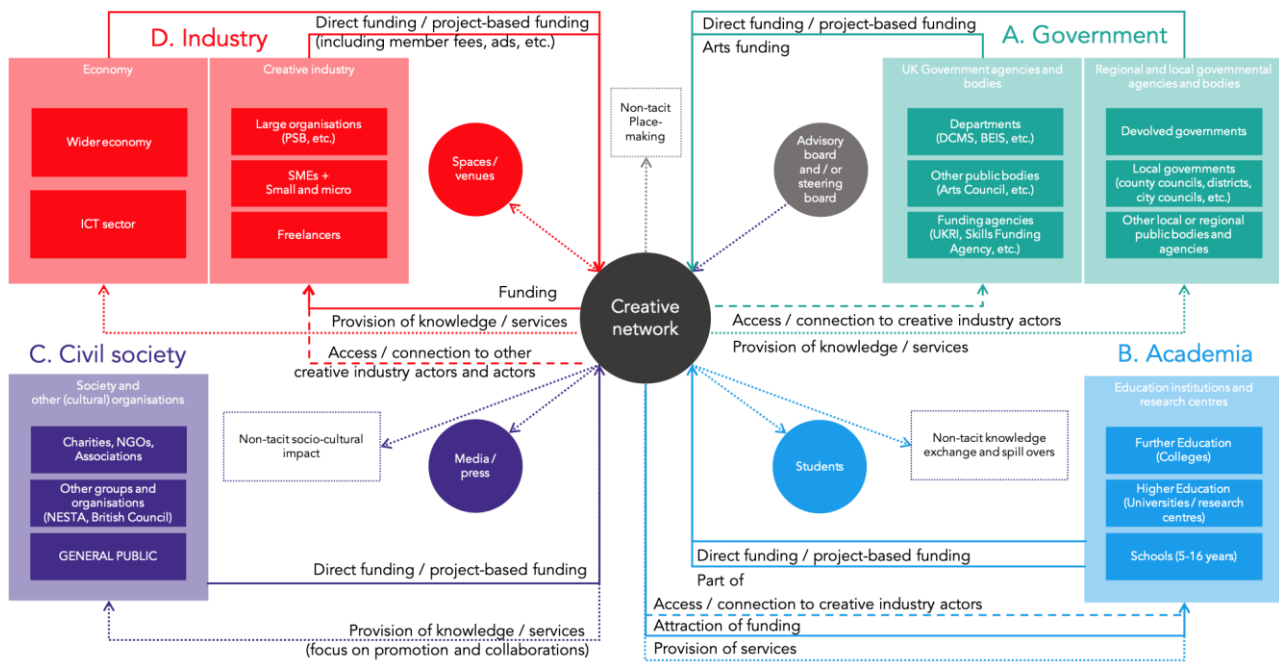 D. Industry
Direct funding / project-based funding
(including member fees, ads, etc.)
Economy
Wider economy
ICT sector
Creative industry
Large organisations
(PSB, etc.)
SMEs +
Small and micro
Freelancers
Spaces /
venues
Non-tacit
Place-
making
Advisory
board
and / or
steering
board
Direct funding / project-based funding
Arts funding
A. Government
UK Government agencies and
bodies
Departments
(DCMS, BEIS, etc.)
Other public bodies
(Arts Council, etc.)
Funding agencies
(UKRI, Skills Funding
Agency, etc.)
Regional and local governmental
agencies and bodies
Devolved governments
Local governments
(county councils, districts,
city councils, etc.)
Other local or regional
public bodies and
agencies
Creative
network
Funding
Provision of knowledge / services
Access / connection to other
creative industry actors and actors
Access / connection to creative industry actors
Provision of knowledge / services
C. Civil society
Society and
other (cultural) organisations
Charities, NGOs,
Associations
Other groups and
organisations
(NESTA, British Council)
GENERAL PUBLIC
Non-tacit socio-cultural
impact
Media /
press
Direct funding / project-based funding
Provision of knowledge / services
(focus on promotion and collaborations)
B. Academia
Education institutions and
research centres
Further Education
(Colleges)
Higher Education
(Universities / research
centres)
Schools (5-16 years)
Students
Non-tacit knowledge
exchange and spill overs
Direct funding / project-based funding
Part of
Access / connection to creative industry actors
Attraction of funding
Provision of services